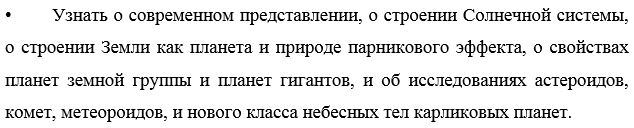 • Узнать о современном представлении, о строении Солнечной системы,
о строении Земли как планета и природе парникового эффекта, о свойствах
планет земной группы и планет гигантов, и об исследованиях астероидов,
комет, метеороидов, и нового класса небесных тел карликовых планет.